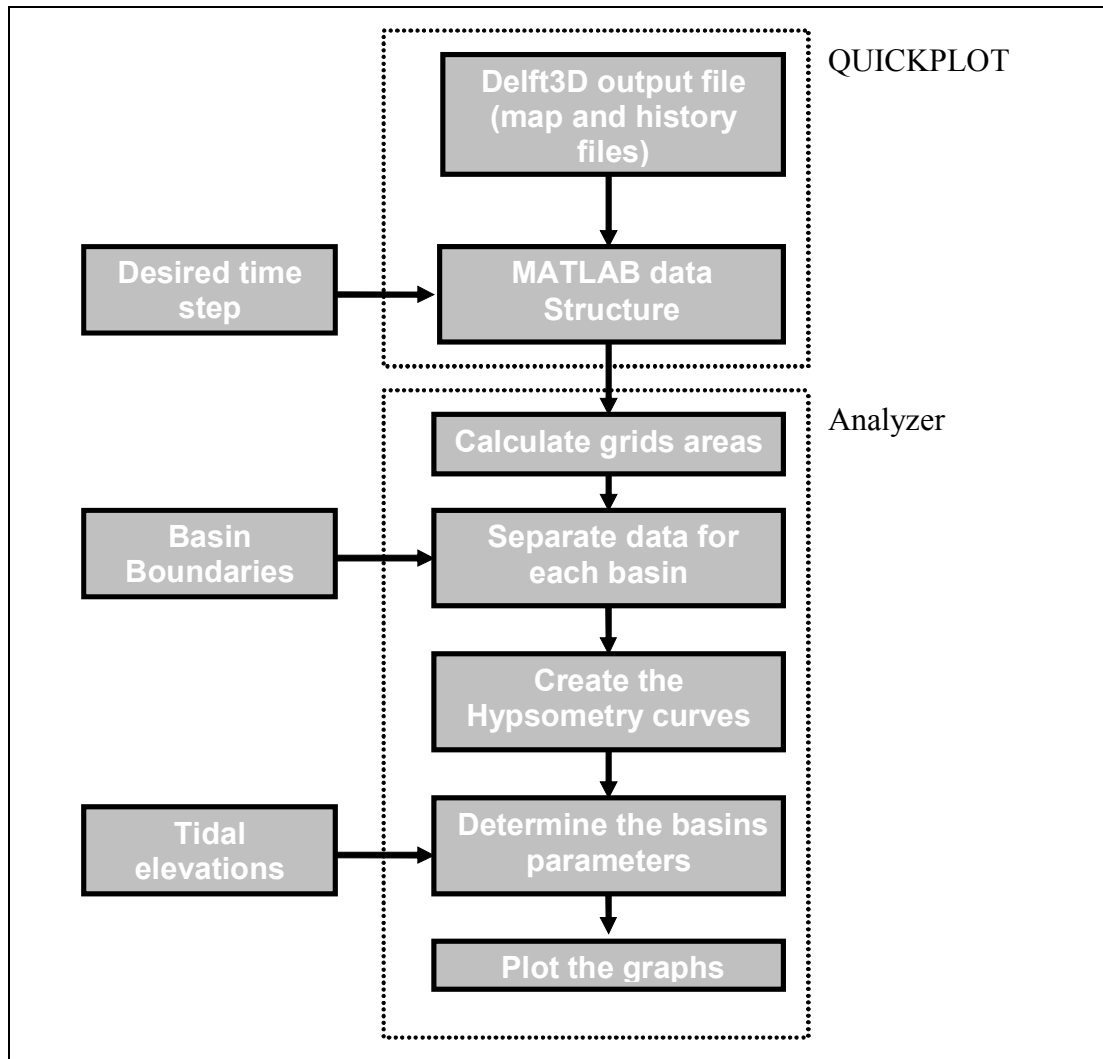 QUICKPLOT
Delft3D output file
(map and history
files)
Desired time
step
MATLAB data
Structure
Analyzer
Calculate grids areas
Basin
Boundaries
Separate data for
each basin
Create the
Hypsometry curves
Tidal
elevations
Determine the basins
parameters
Plot the graphs